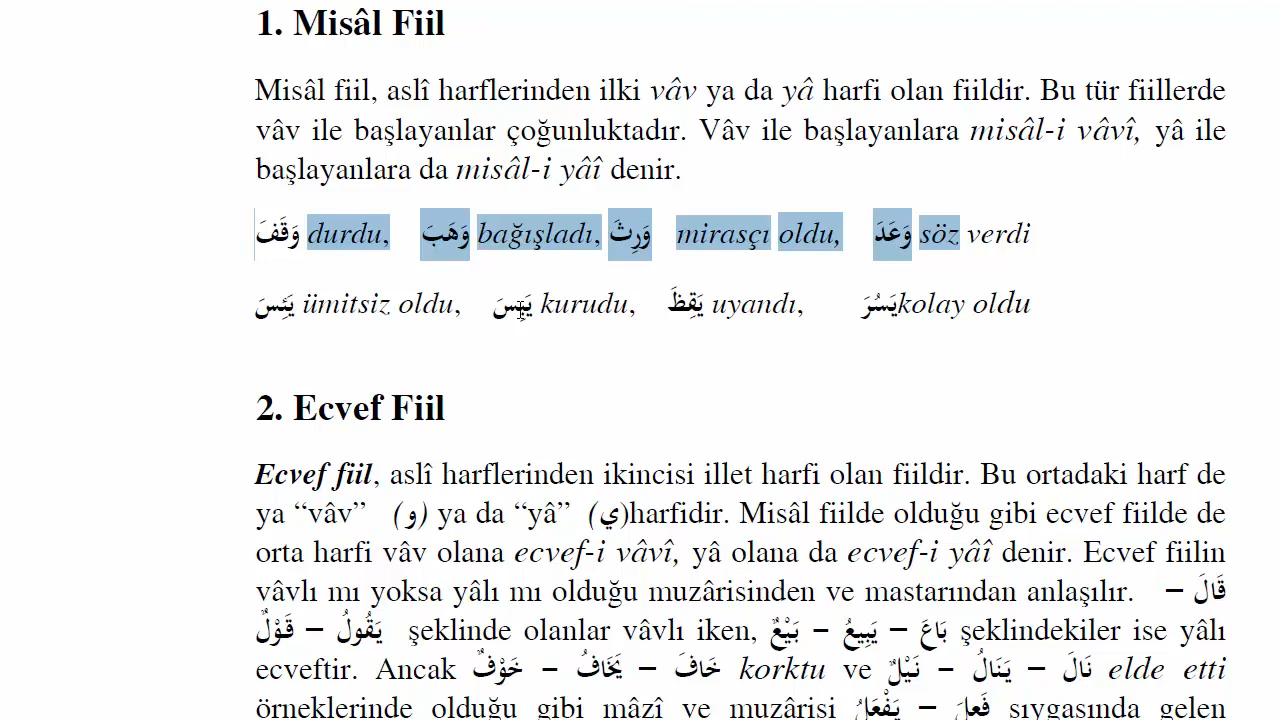 1. Misâl Fiil
Misâl fiil, aslî harflerinden ilki vâv ya da yâ harfi olan fiildir. Bu tür fiillerde
vâv ile başlayanlar çoğunluktadır. Vâv ile başlayanlara misâl-i vâvî, yâ ile
başlayanlara da misâl-i yâî denir.
وَقَفَ durdu, وَهَبَ bağışladı, وَرِثَ mirasçı oldu, وَعَدَ söz verdi
يَئِسَ ümitsiz oldu, يَبِسَ kurudu, يَقِظَ uyandı, يَسُرَ kolay oldu
2. Ecvef Fiil
Ecvef fiil, aslî harflerinden ikincisi illet harfi olan fiildir. Bu ortadaki harf de
ya “vâv” (و) ya da “yâ” (ي)harfidir. Misâl fiilde olduğu gibi ecvef fiilde de
orta harfi vâv olana ecvef-i vâvî, yâ olana da ecvef-i yâî denir. Ecvef fiilin
vâvlı mı yoksa yâlı mı olduğu muzârisinden ve mastarından anlaşılır. قَالَ –
يَقُولُ – قَوْلٌ şeklinde olanlar vâvlı iken, بَاعَ – يَبِيعُ – بَيْعٌ şeklindekiler ise yâlı
ecveftir. Ancak خَافَ – يَخَافُ – خَوْفٌ korktu ve نَالَ – يَنَالُ – نَيْلٌ elde etti
örneklerinde olduğu gibi mâzî ve muzârisi فَعِلَ – يَفْعَلُ sıygasında gelen